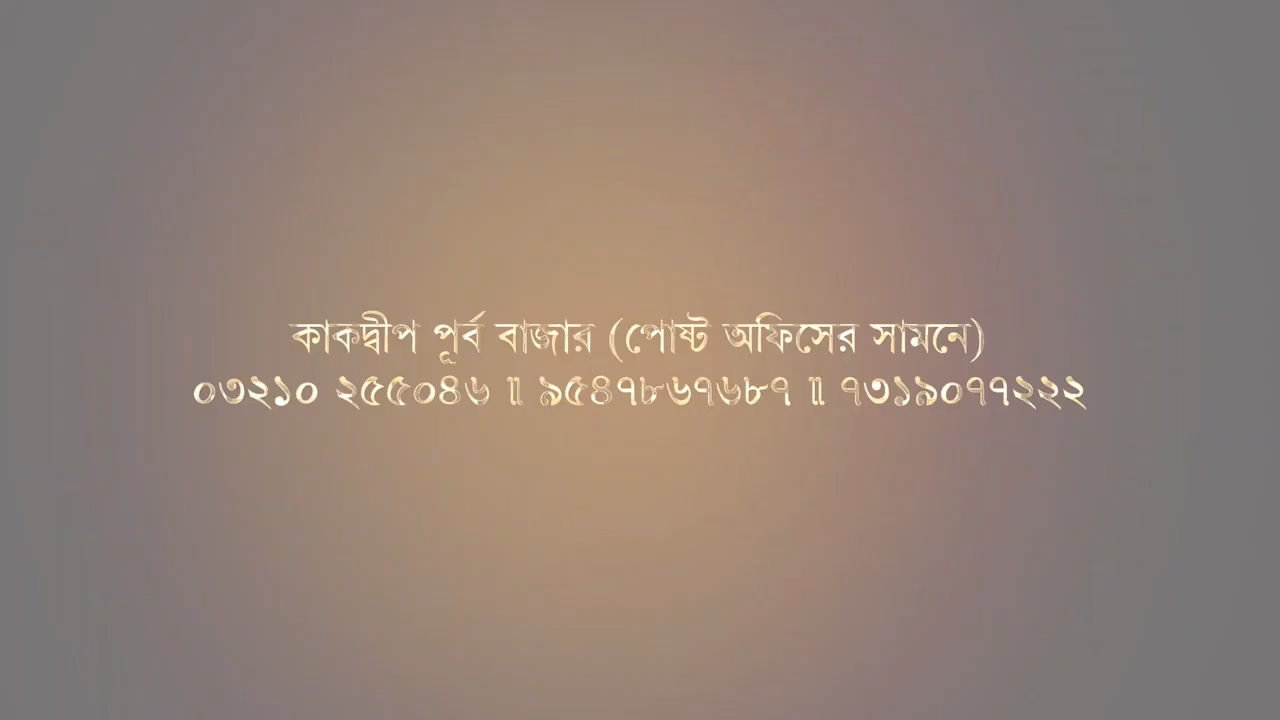 কাকদ্বীপ পূর্ব বাজার (পোষ্ট অফিসের সামনে)
০৩২১০ ২৫৫০৪৬ ॥ ৯৫৪৭৮৬৭৬৮৭ ॥ ৭৩১৯০৭৭২২২